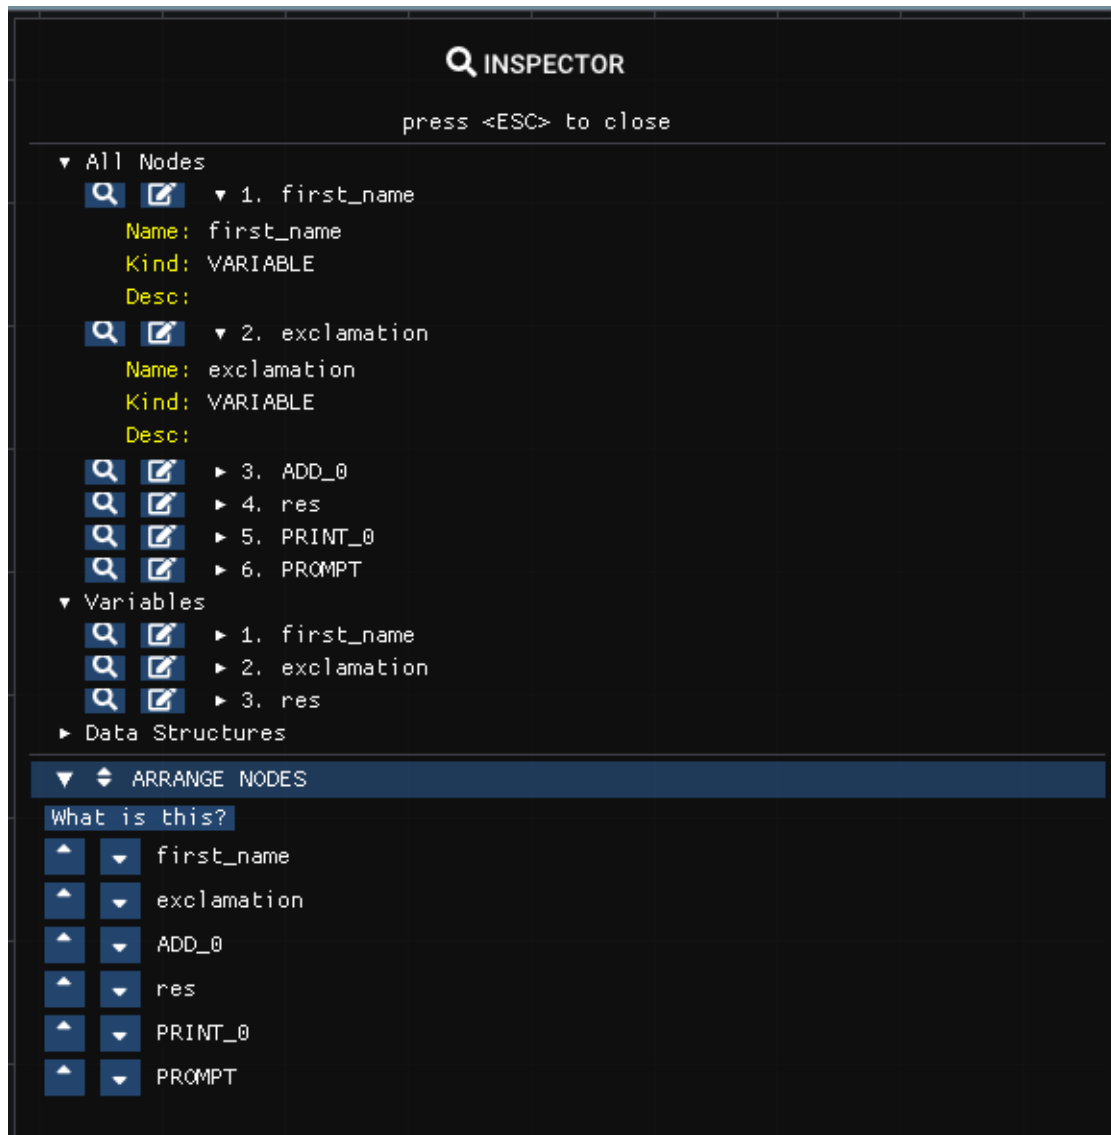 INSPECTOR
press <ESC> to close
All Nodes
1. first_name
Name: first_name
Kind: VARIABLE
Desc:
2. exclamation
Name: exclamation
Kind: VARIABLE
Desc:
3. ADD_0
4. res
5. PRINT_0
6. PROMPT
Variables
1. first_name
2. exclamation
3. res
Data Structures
ARRANGE NODES
What is this?
first_name
exclamation
ADD_0
res
PRINT_0
PROMPT